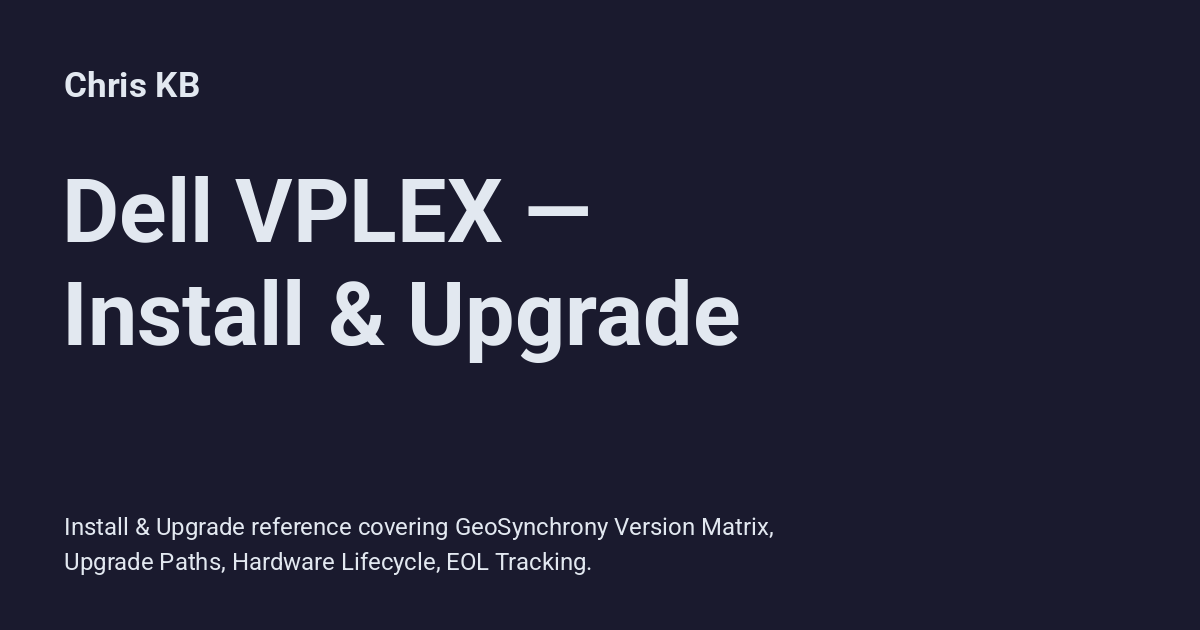 Chris KB
Dell VPLEX —
Install & Upgrade
Install & Upgrade reference covering GeoSynchrony Version Matrix,
Upgrade Paths, Hardware Lifecycle, EOL Tracking.